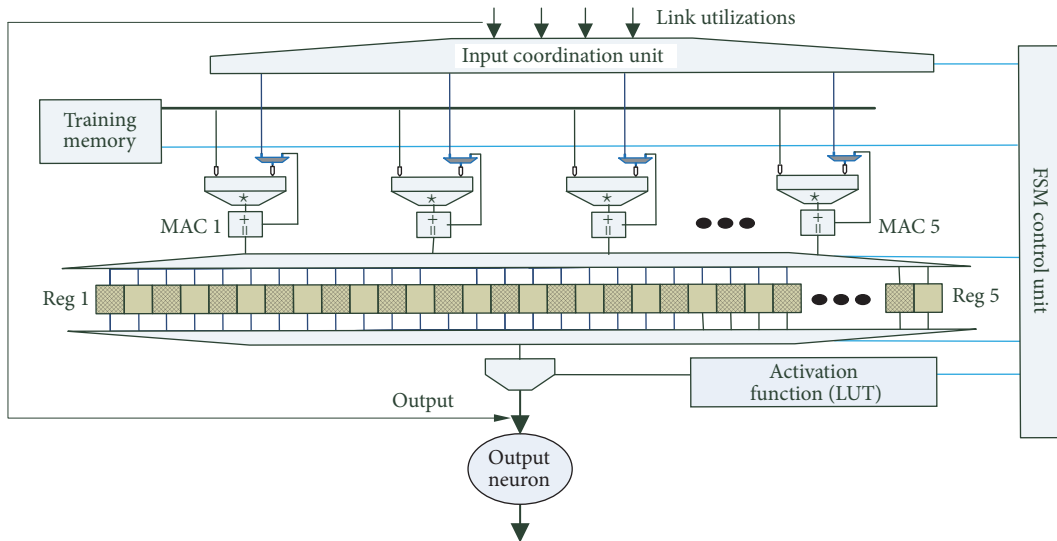 Link utilizations
Input coordination unit
Training
memory
*
*
*
*
MAC 1
+
=
+
=
+
=
+
=
MAC 5
FSM control unit
Reg 1
Reg 5
Activation
function (LUT)
Output
Output
neuron